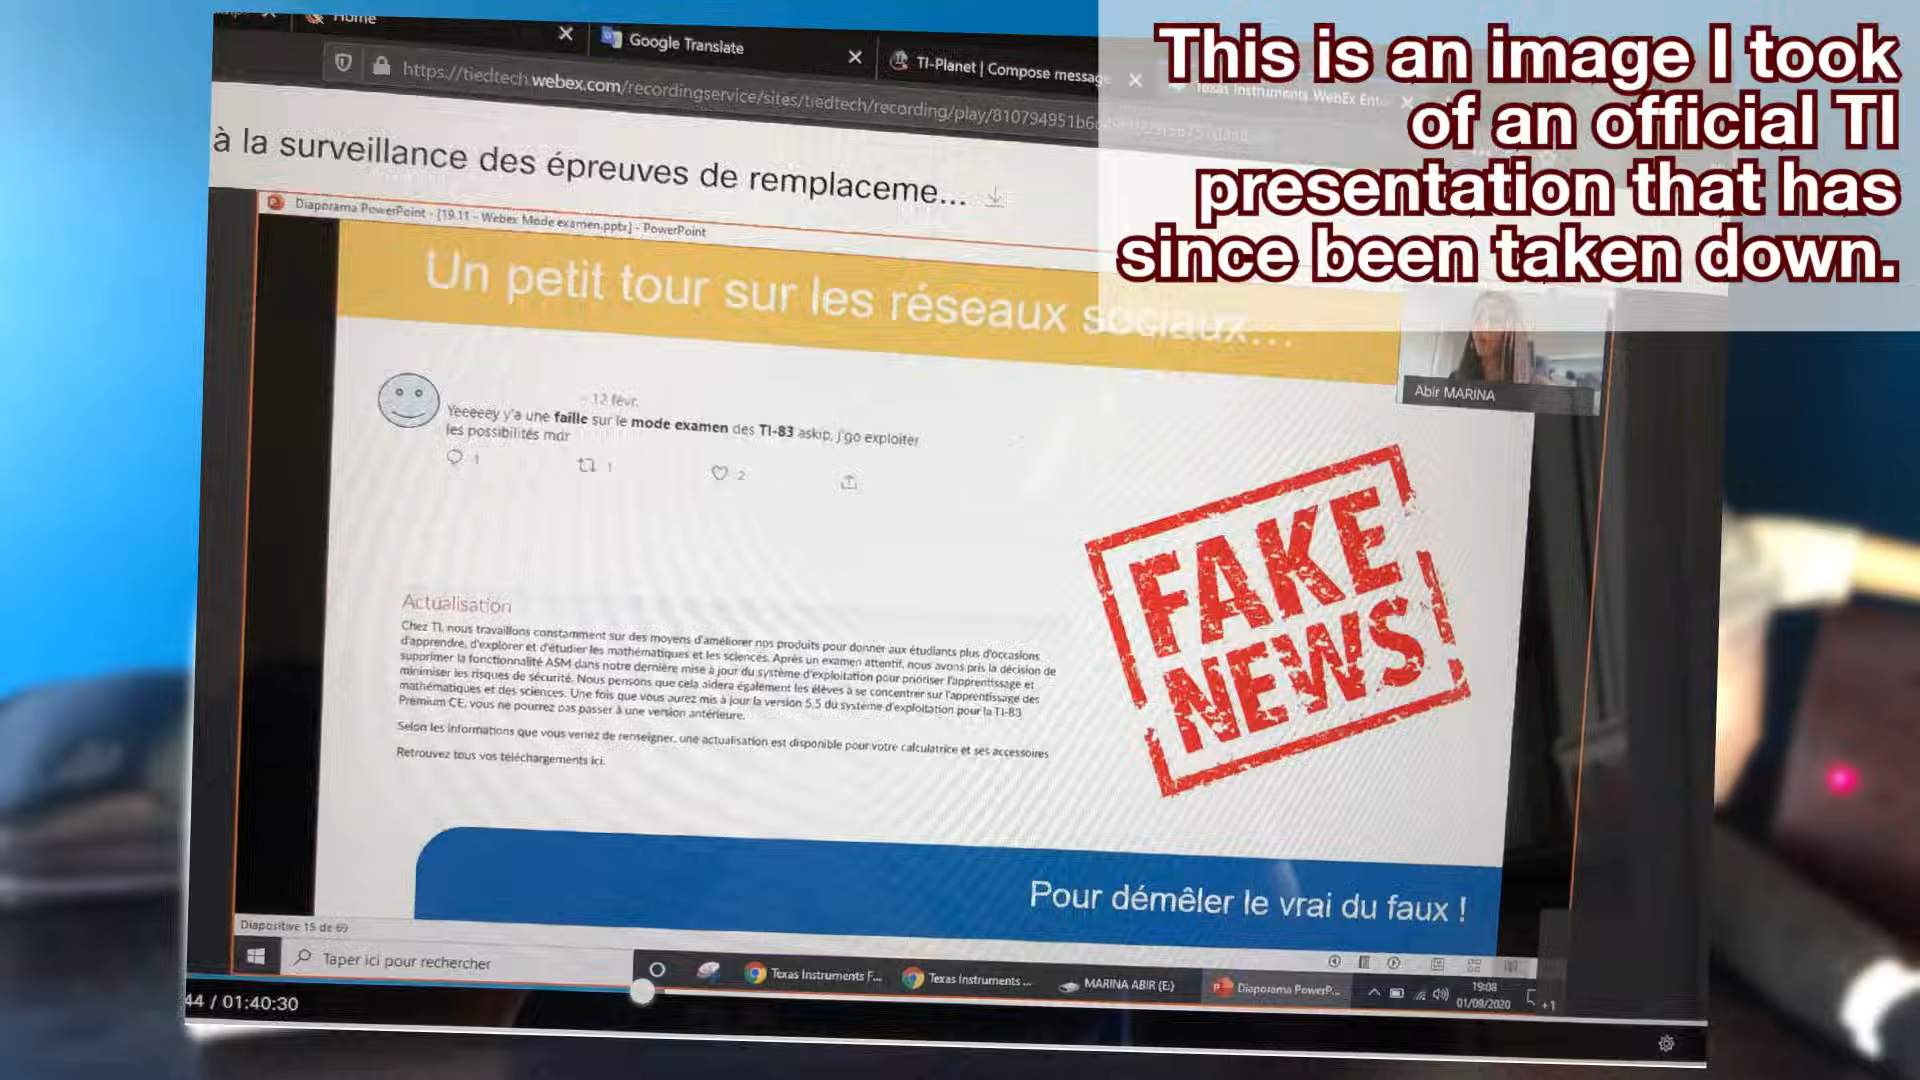 This is an image I took
of an official TI
presentation that has
since been taken down.
Home
Google Translate
TI-Planet | Compose message
Texas Instruments WebEx Ent
https://tiedtech.webex.com/recordingservice/sites/tiedtech/recording/play/810794951b6
à la surveillance des épreuves de remplaceme...
Diaporama PowerPoint - [19.11 - Webex Mode examen.pptx] - PowerPoint
Un petit tour sur les réseaux sociaux...
Abir MARINA
- 12 févr.
Yeeeeey y'a une faille sur le mode examen des TI-83 askip, j'go exploiter
les possibilités mdr
1
1
2
FAKE
NEWS
Actualisation
Chez TI, nous travaillons constamment sur des moyens d'améliorer nos produits pour donner aux étudiants plus d'occasions
d'apprendre, d'explorer et d'étudier les mathématiques et les sciences. Après un examen attentif, nous avons pris la décision de
supprimer la fonctionnalité ASM dans notre dernière mise à jour du système d'exploitation pour prioriser l'apprentissage et
minimiser les risques de sécurité. Nous pensons que cela aidera également les élèves à se concentrer sur l'apprentissage des
mathématiques et des sciences. Une fois que vous aurez mis à jour la version 5.5 du système d'exploitation pour la TI-83
Premium CE, vous ne pourrez pas passer à une version antérieure.
Selon les informations que vous venez de renseigner, une actualisation est disponible pour votre calculatrice et ses accessoires
Retrouvez tous vos téléchargements ici.
Pour démêler le vrai du faux !
Diapositive 15 de 69
Taper ici pour rechercher
Texas Instruments F...
Texas Instruments ...
MARINA ABIR (E:)
Diaporama PowerP...
19:08
01/09/2020
+1
44 / 01:40:30